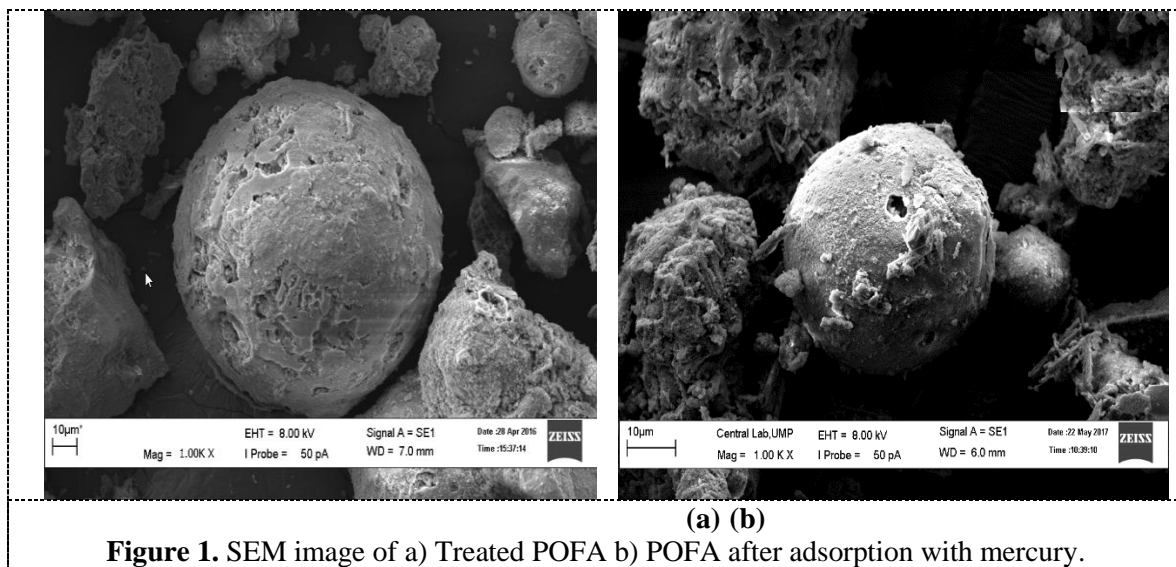 10µm
EHT = 8.00 kV
Signal A = SE1
Date :28 Apr 2016
Mag = 1.00K X
I Probe = 50 pA
WD = 7.0 mm
Time :15:37:14
ZEISS
10µm
Central Lab,UMP
EHT = 8.00 kV
Signal A = SE1
Date :22 May 2017
Mag = 1.00 K X
I Probe = 50 pA
WD = 6.0 mm
Time :10:39:10
ZEISS
(a) (b)
Figure 1. SEM image of a) Treated POFA b) POFA after adsorption with mercury.